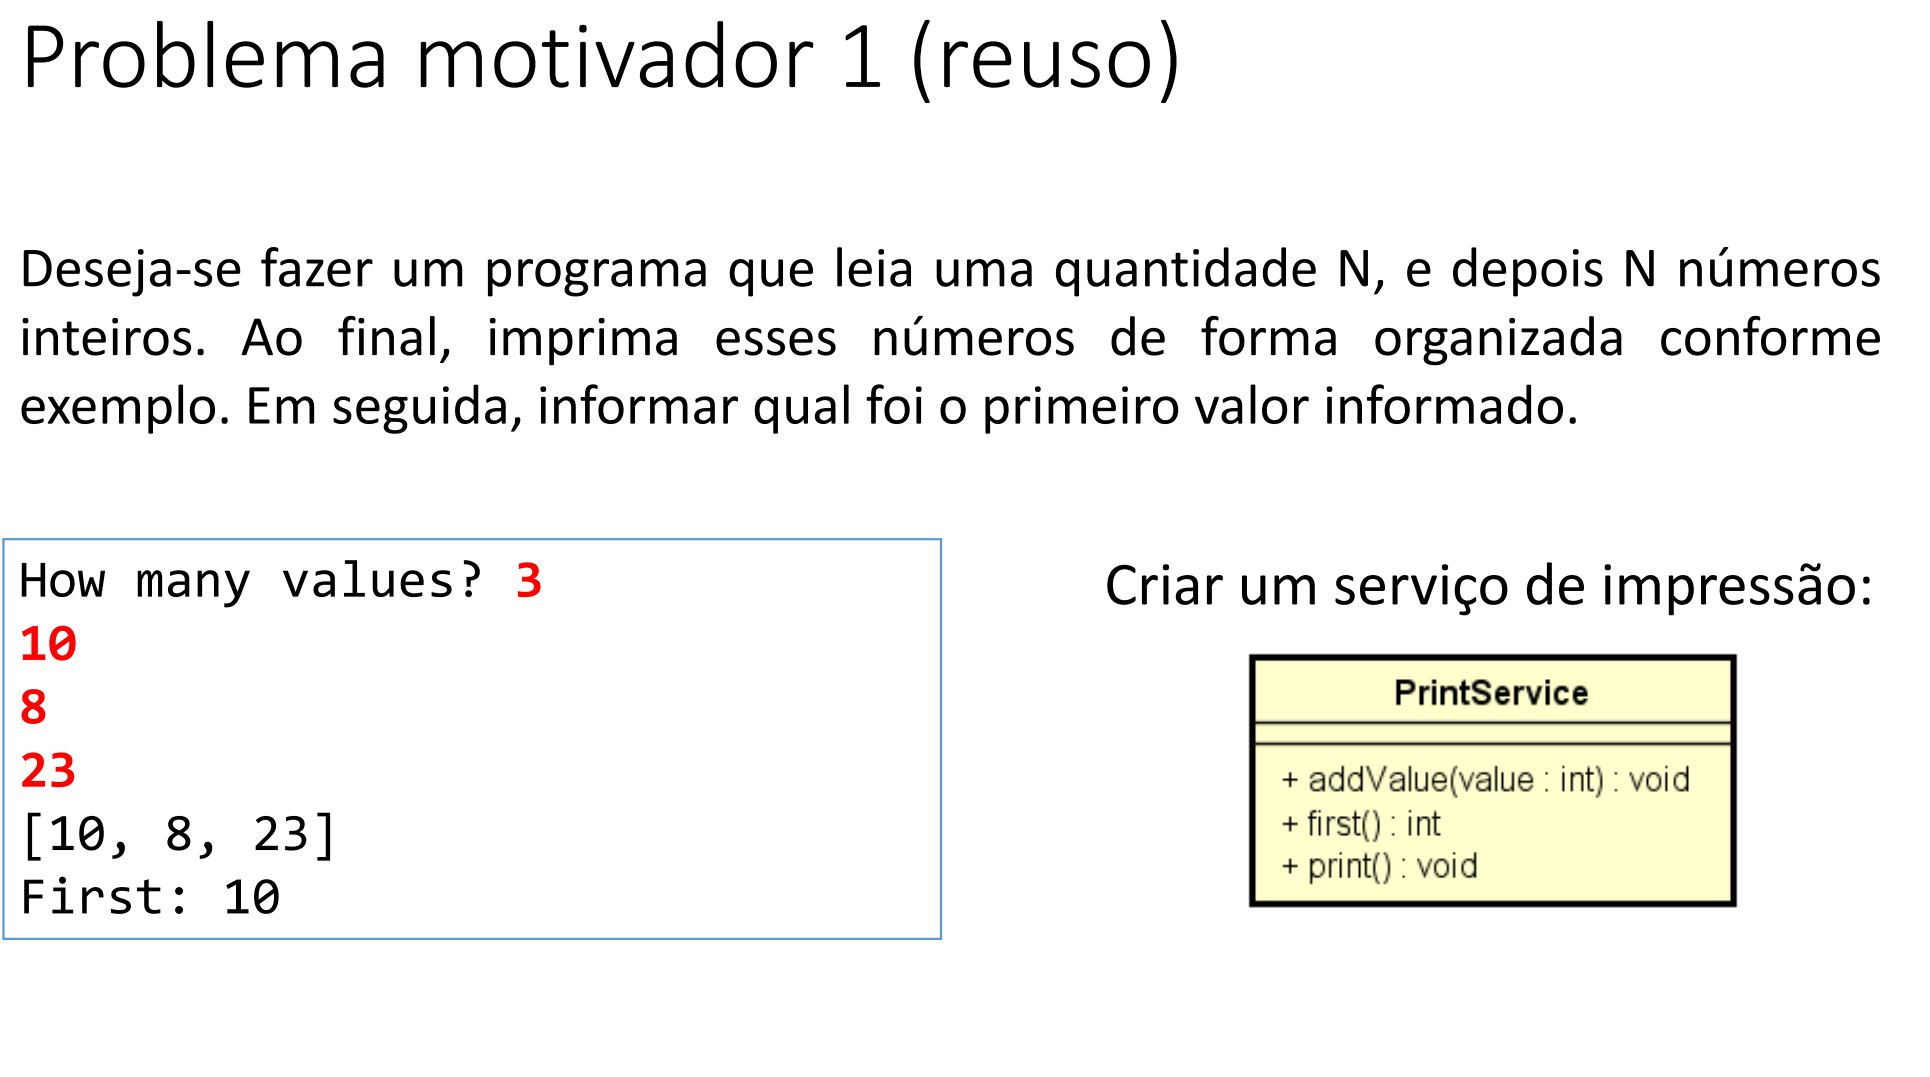 Problema motivador 1 (reuso)
Deseja-se fazer um programa que leia uma quantidade N, e depois N números
inteiros. Ao final, imprima esses números de forma organizada conforme
exemplo. Em seguida, informar qual foi o primeiro valor informado.
How many values? 3
10
8
23
[10, 8, 23]
First: 10
Criar um serviço de impressão:
PrintService
+ addValue(value : int) : void
+ first() : int
+ print() : void